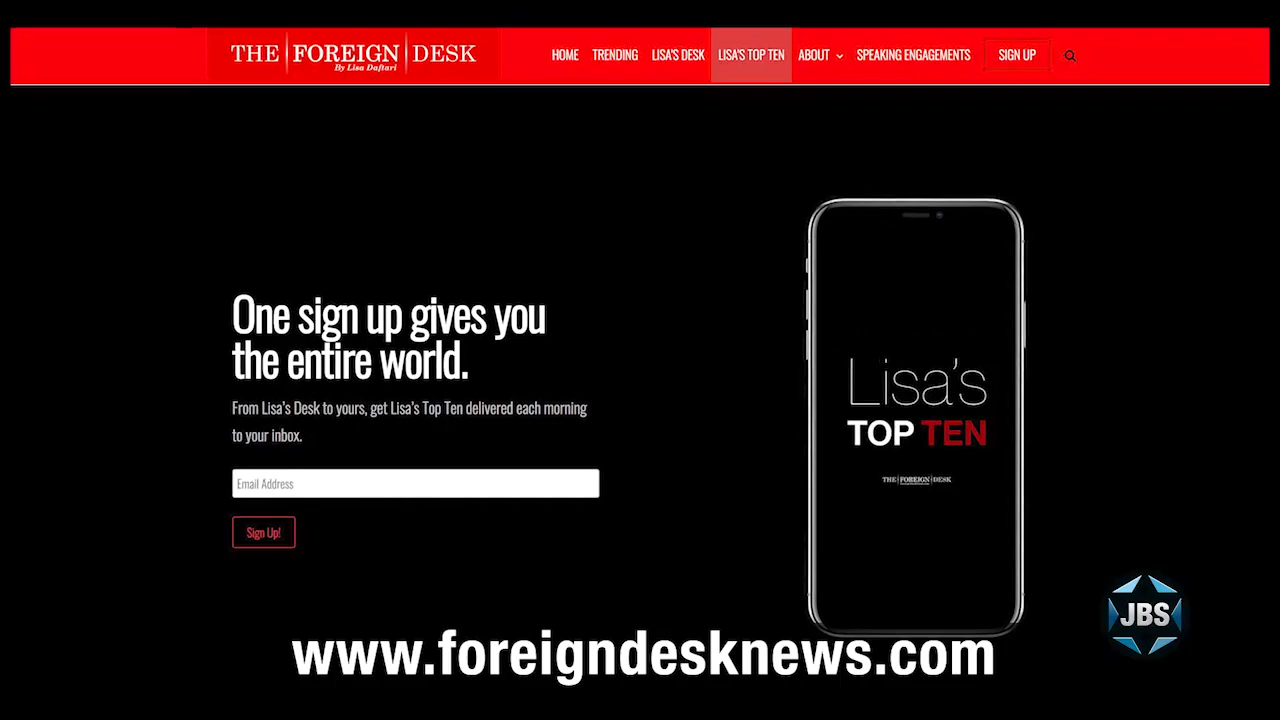 THE FOREIGN DESK
By Lisa Daftari
HOME TRENDING LISA'S DESK LISA'S TOP TEN ABOUT SPEAKING ENGAGEMENTS SIGN UP
One sign up gives you
the entire world.
From Lisa's Desk to yours, get Lisa's Top Ten delivered each morning
to your inbox.
Email Address
Sign Up!
Lisa's
TOP TEN
THE FOREIGN DESK
JBS
www.foreigndesknews.com